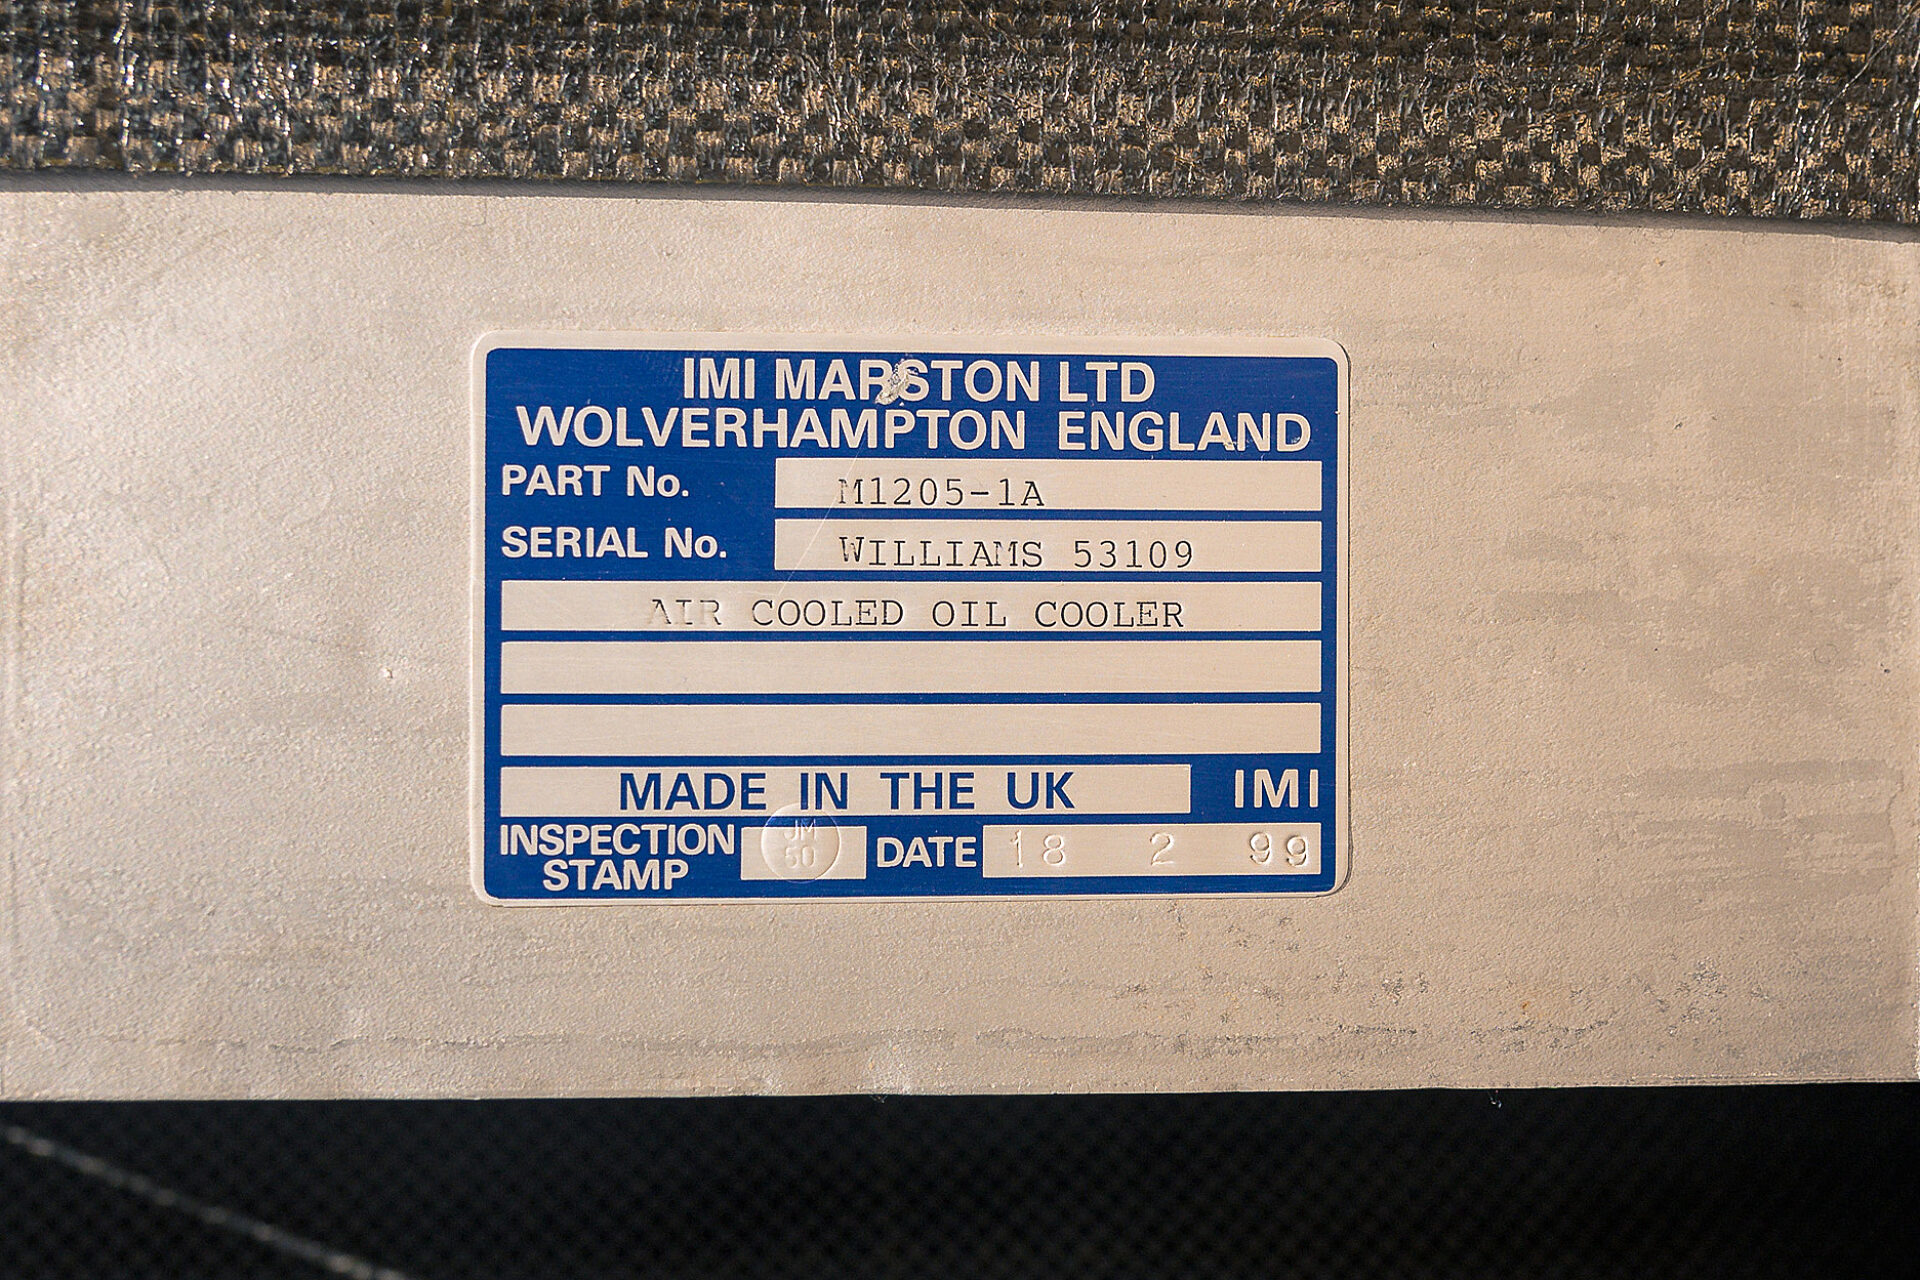 IMI MARSTON LTD
WOLVERHAMPTON ENGLAND
PART No. M1205-1A
SERIAL No. WILLIAMS 53109
AIR COOLED OIL COOLER
MADE IN THE UK IMI
INSPECTION STAMP JM 50 DATE 18 2 99